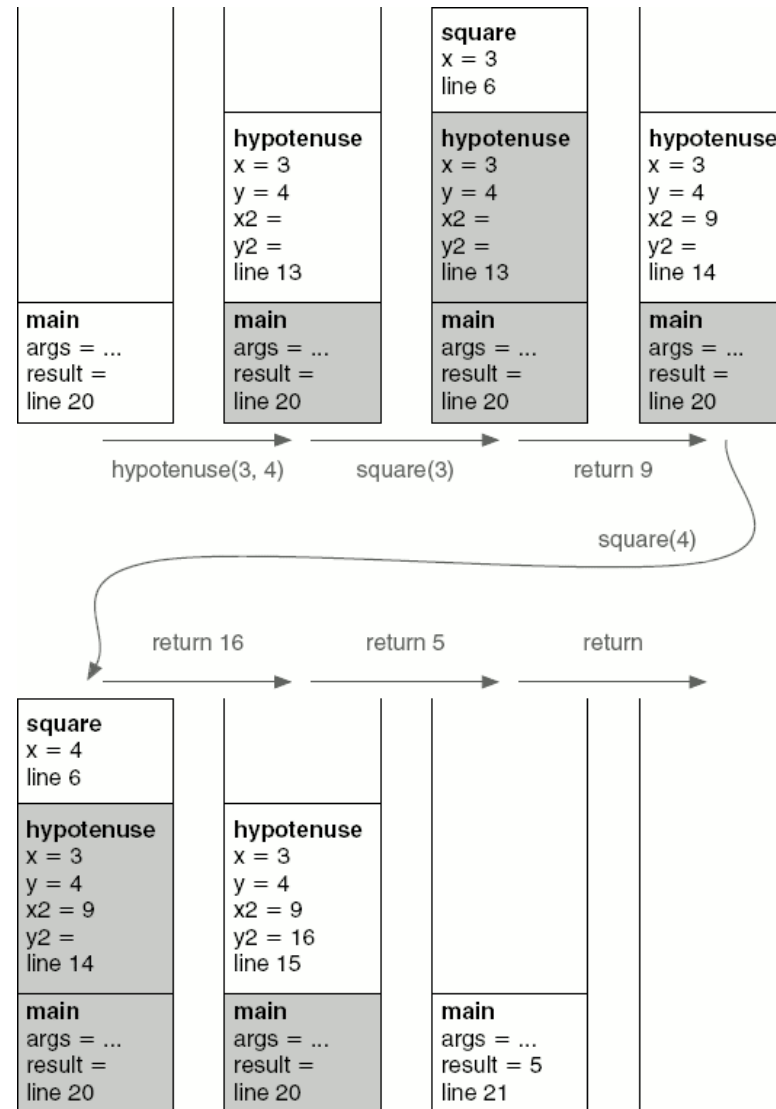 main
args = ...
result =
line 20
hypotenuse
x = 3
y = 4
x2 =
y2 =
line 13
main
args = ...
result =
line 20
square
x = 3
line 6
hypotenuse
x = 3
y = 4
x2 =
y2 =
line 13
main
args = ...
result =
line 20
hypotenuse
x = 3
y = 4
x2 = 9
y2 =
line 14
main
args = ...
result =
line 20
hypotenuse(3, 4)
square(3)
return 9
square(4)
return 16
return 5
return
square
x = 4
line 6
hypotenuse
x = 3
y = 4
x2 = 9
y2 =
line 14
main
args = ...
result =
line 20
hypotenuse
x = 3
y = 4
x2 = 9
y2 = 16
line 15
main
args = ...
result =
line 20
main
args = ...
result = 5
line 21